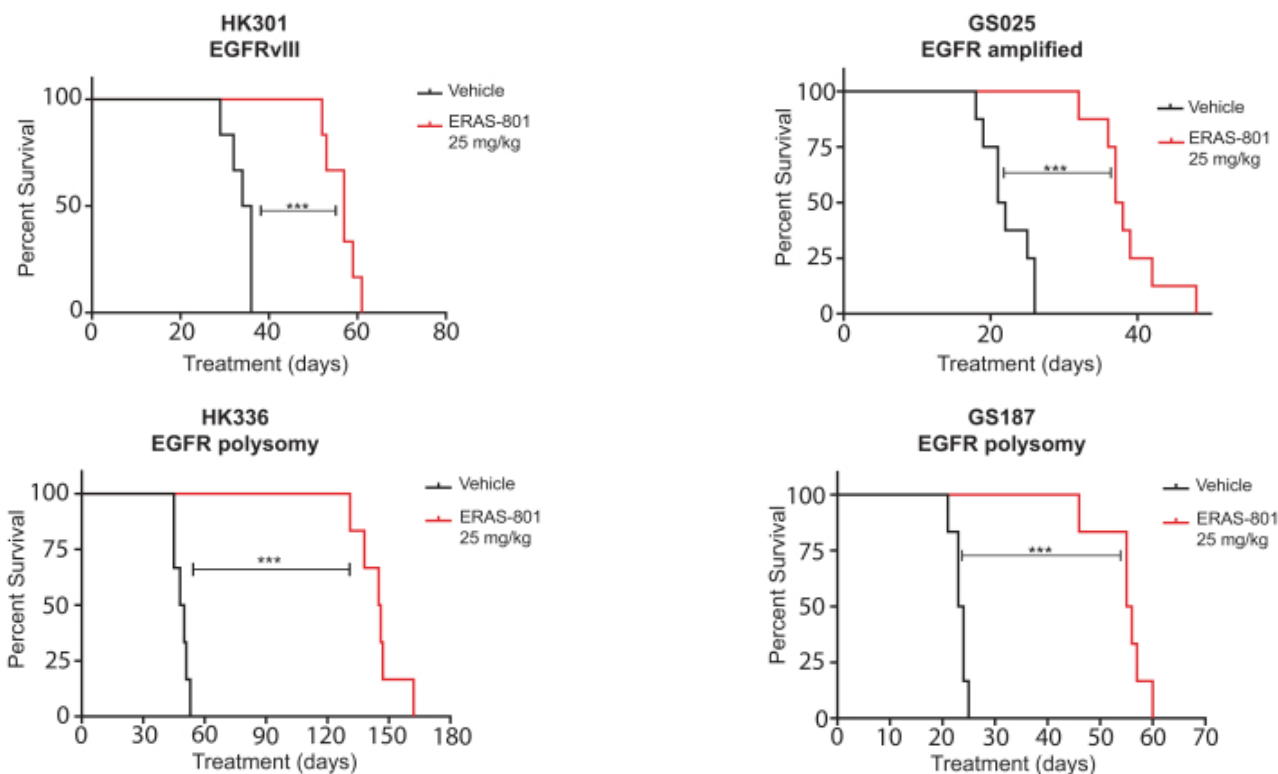 HK301
EGFRvIII
Percent Survival
100
50
0
0 20 40 60 80
Treatment (days)
***
Vehicle
ERAS-801
25 mg/kg
GS025
EGFR amplified
Percent Survival
100
75
50
25
0
0 20 40
Treatment (days)
***
Vehicle
ERAS-801
25 mg/kg
HK336
EGFR polysomy
Percent Survival
100
75
50
25
0
0 30 60 90 120 150 180
Treatment (days)
***
Vehicle
ERAS-801
25 mg/kg
GS187
EGFR polysomy
Percent Survival
100
75
50
25
0
0 10 20 30 40 50 60 70
Treatment (days)
***
Vehicle
ERAS-801
25 mg/kg